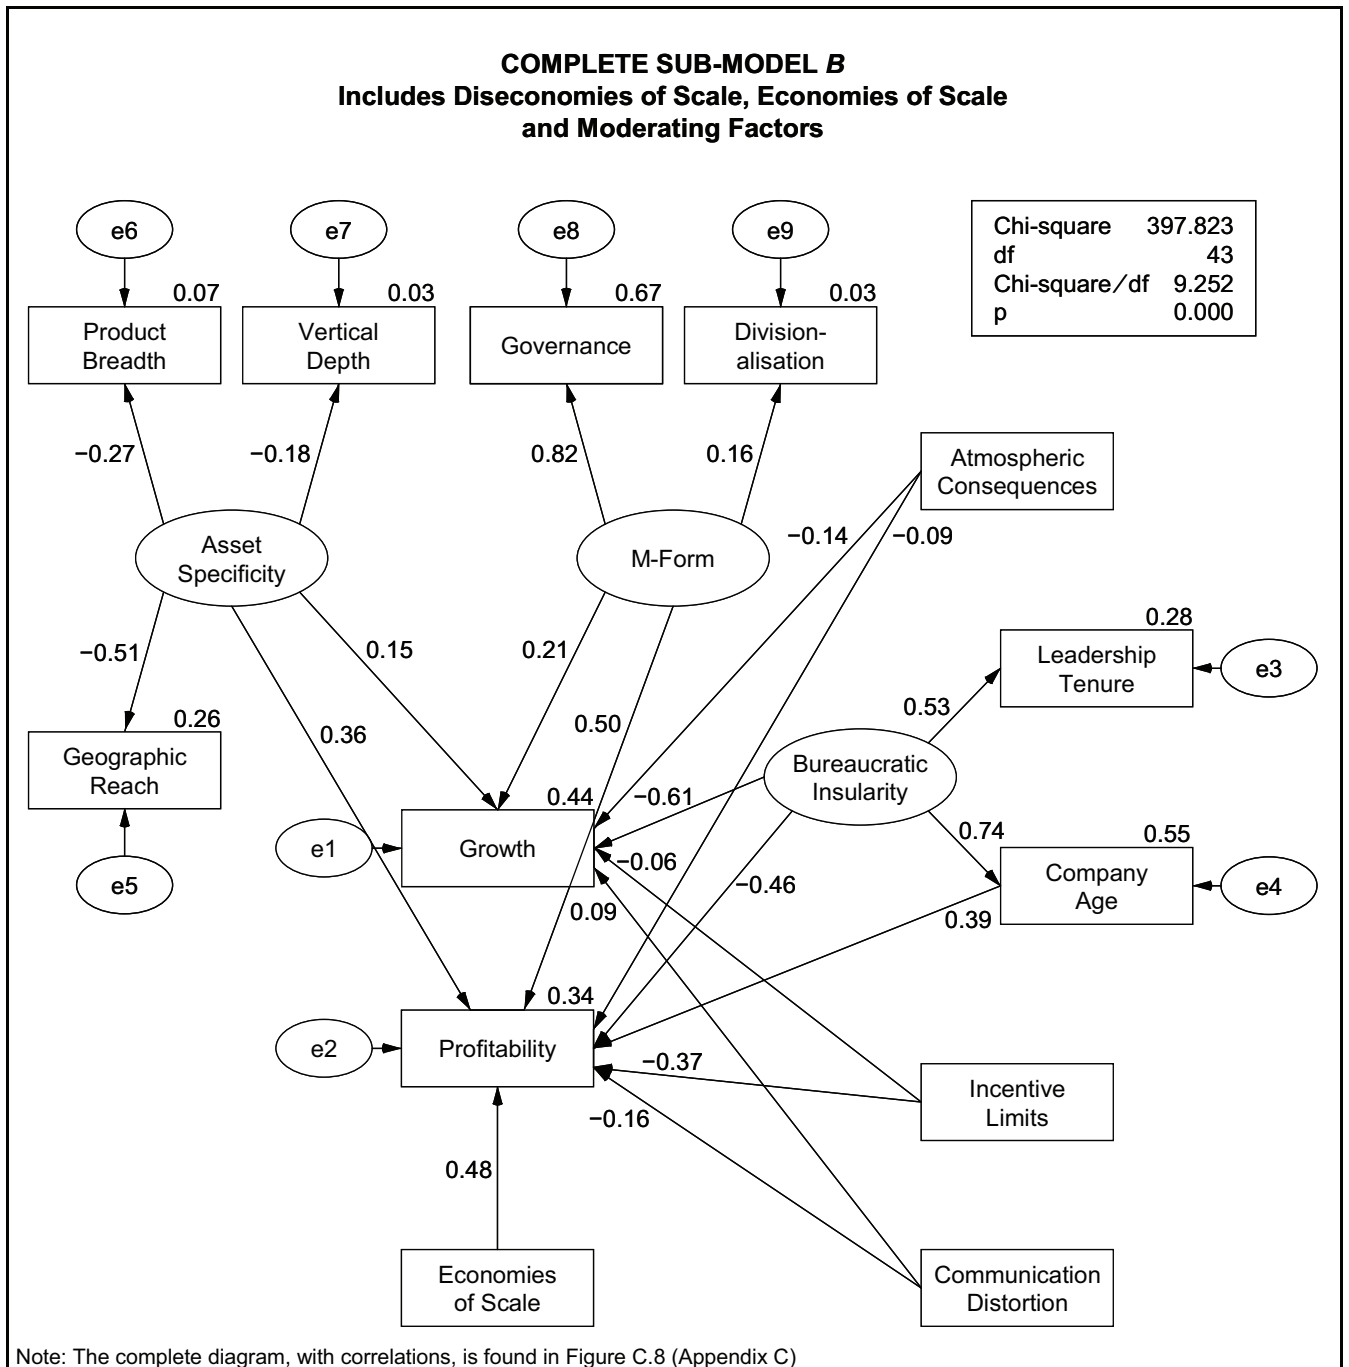 COMPLETE SUB-MODEL B
Includes Diseconomies of Scale, Economies of Scale
and Moderating Factors
e6
e7
e8
e9
Chi-square 397.823
df 43
Chi-square/df 9.252
p 0.000
0.07
0.03
0.67
0.03
Product
Breadth
Vertical
Depth
Governance
Division-
alisation
−0.27
−0.18
0.82
0.16
Atmospheric
Consequences
Asset
Specificity
M-Form
−0.14
−0.09
−0.51
0.15
0.21
0.28
Leadership
Tenure
e3
0.53
0.26
0.36
0.50
Geographic
Reach
Bureaucratic
Insularity
0.44
−0.61
e1
Growth
−0.06
0.74
0.55
Company
Age
e4
e5
−0.46
0.09
0.39
0.34
e2
Profitability
−0.37
Incentive
Limits
−0.16
0.48
Economies
of Scale
Communication
Distortion
Note: The complete diagram, with correlations, is found in Figure C.8 (Appendix C)